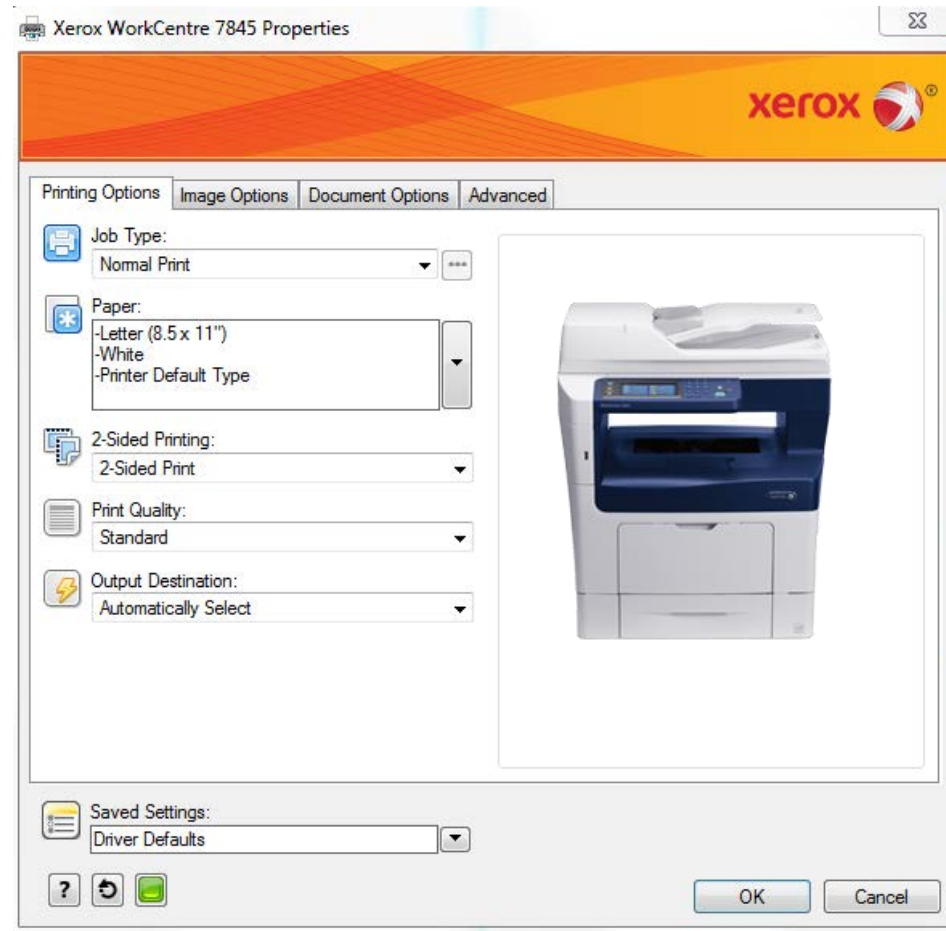 Xerox WorkCentre 7845 Properties
xerox ®
Printing Options Image Options Document Options Advanced
Job Type:
Normal Print
Paper:
-Letter (8.5 x 11")
-White
-Printer Default Type
2-Sided Printing:
2-Sided Print
Print Quality:
Standard
Output Destination:
Automatically Select
Saved Settings:
Driver Defaults
?
OK Cancel